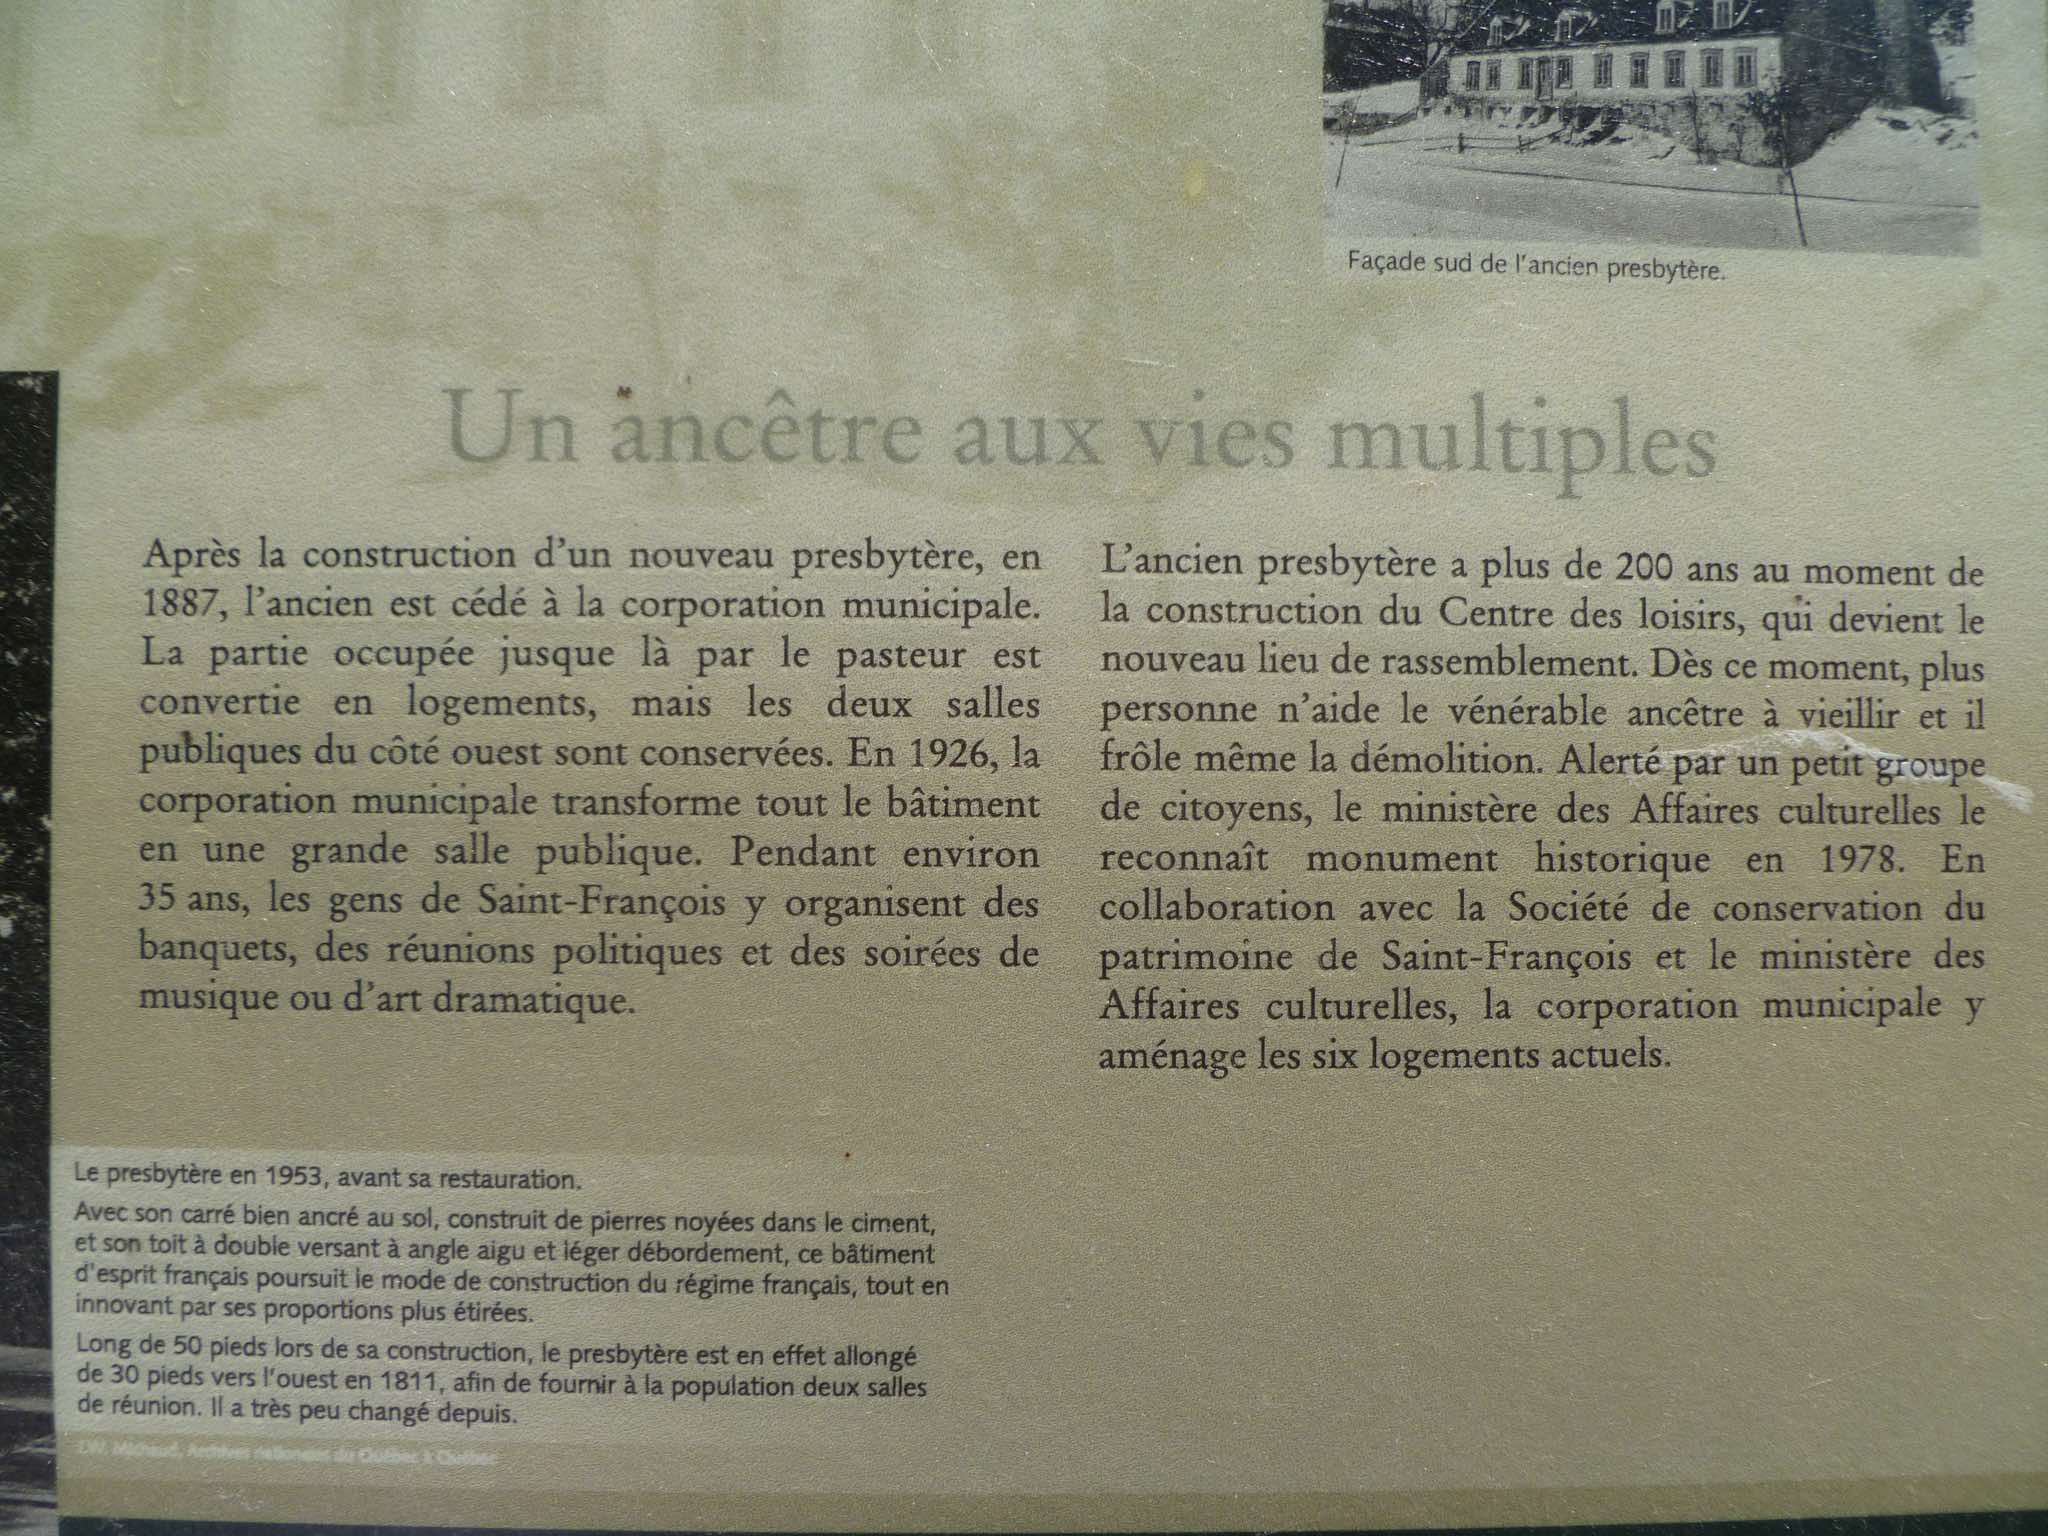 Façade sud de l'ancien presbytère.
Un ancêtre aux vies multiples
Après la construction d'un nouveau presbytère, en
1887, l'ancien est cédé à la corporation municipale.
La partie occupée jusque là par le pasteur est
convertie en logements, mais les deux salles
publiques du côté ouest sont conservées. En 1926, la
corporation municipale transforme tout le bâtiment
en une grande salle publique. Pendant environ
35 ans, les gens de Saint-François y organisent des
banquets, des réunions politiques et des soirées de
musique ou d'art dramatique.
L'ancien presbytère a plus de 200 ans au moment de
la construction du Centre des loisirs, qui devient le
nouveau lieu de rassemblement. Dès ce moment, plus
personne n'aide le vénérable ancêtre à vieillir et il
frôle même la démolition. Alerté par un petit groupe
de citoyens, le ministère des Affaires culturelles le
reconnaît monument historique en 1978. En
collaboration avec la Société de conservation du
patrimoine de Saint-François et le ministère des
Affaires culturelles, la corporation municipale y
aménage les six logements actuels.
Le presbytère en 1953, avant sa restauration.
Avec son carré bien ancré au sol, construit de pierres noyées dans le ciment,
et son toit à double versant à angle aigu et léger débordement, ce bâtiment
d'esprit français poursuit le mode de construction du régime français, tout en
innovant par ses proportions plus étirées.
Long de 50 pieds lors de sa construction, le presbytère est en effet allongé
de 30 pieds vers l'ouest en 1811, afin de fournir à la population deux salles
de réunion. Il a très peu changé depuis.
Michaud, Archives nationales du Québec à Québec